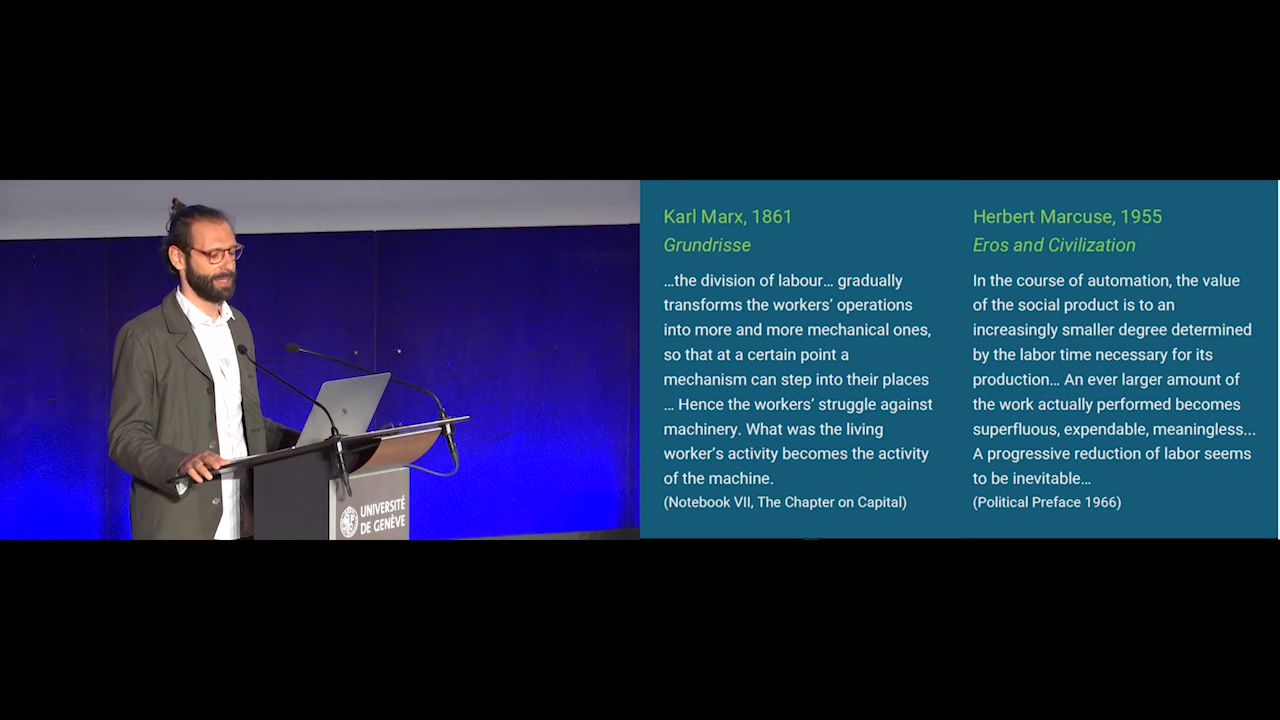 UNIVERSITÉ
DE GENÈVE
Karl Marx, 1861
Grundrisse
...the division of labour... gradually
transforms the workers’ operations
into more and more mechanical ones,
so that at a certain point a
mechanism can step into their places
... Hence the workers’ struggle against
machinery. What was the living
worker’s activity becomes the activity
of the machine.
(Notebook VII, The Chapter on Capital)
Herbert Marcuse, 1955
Eros and Civilization
In the course of automation, the value
of the social product is to an
increasingly smaller degree determined
by the labor time necessary for its
production... An ever larger amount of
the work actually performed becomes
superfluous, expendable, meaningless...
A progressive reduction of labor seems
to be inevitable...
(Political Preface 1966)